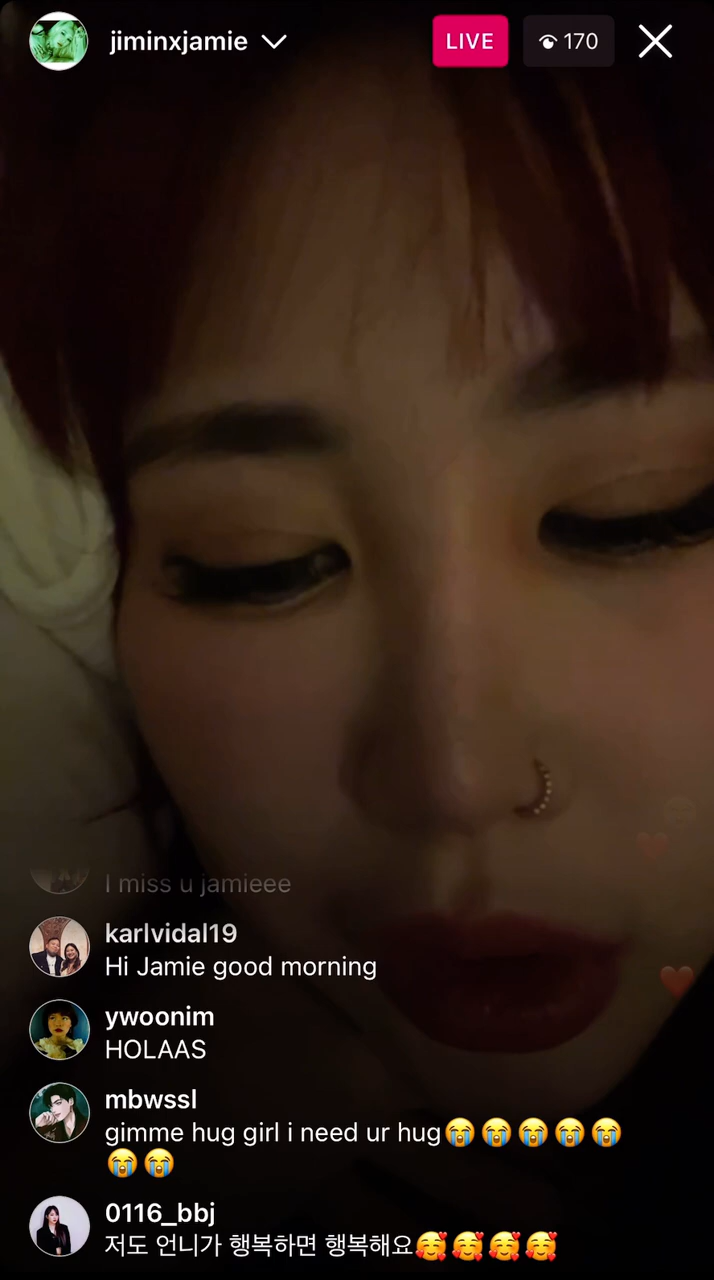 jiminxjamie
LIVE
170
I miss u jamieee
karlvidal19
Hi Jamie good morning
ywoonim
HOLAAS
mbwssl
gimme hug girl i need ur hug😭😭😭😭😭
😭😭
0116_bbj
저도 언니가 행복하면 행복해요🥰🥰🥰🥰